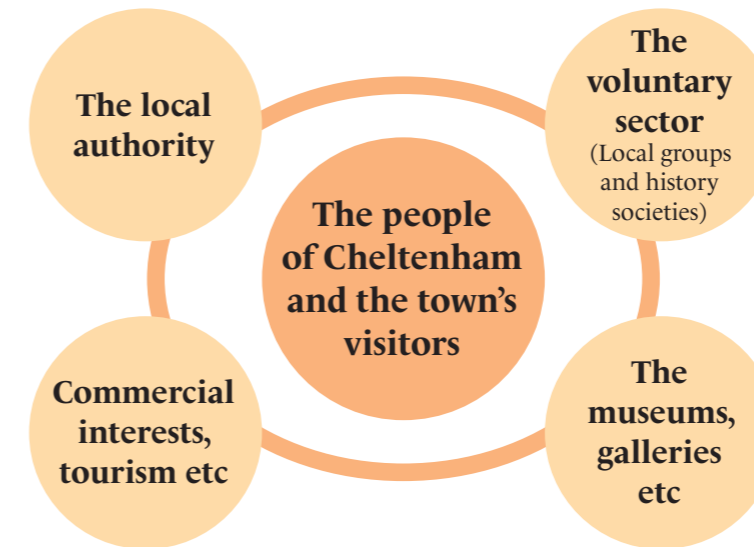 The local
authority
The
voluntary
sector
(Local groups
and history
societies)
The people
of Cheltenham
and the town's
visitors
Commercial
interests,
tourism etc
The
museums,
galleries
etc